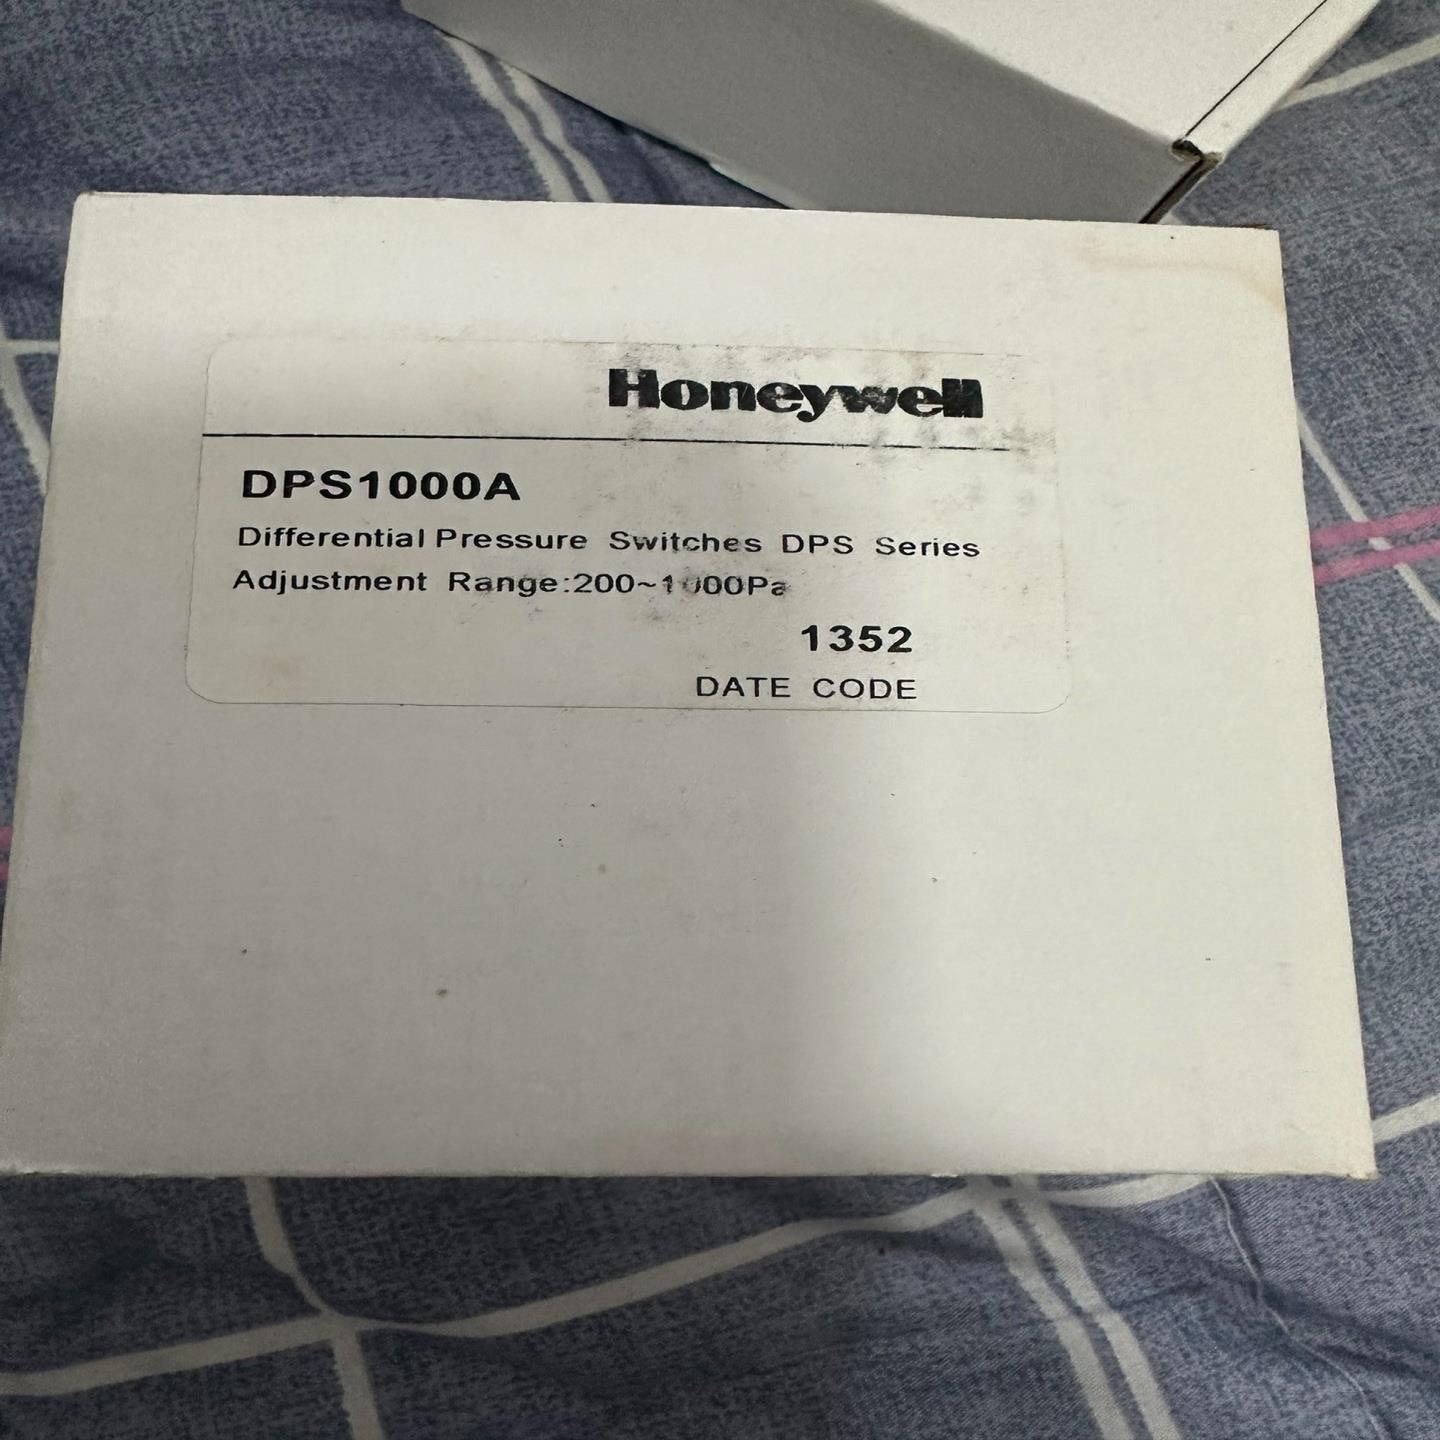 Honeywell
DPS1000A
Differential Pressure Switches DPS Series
Adjustment Range:200~1000Pa
1352
DATE CODE